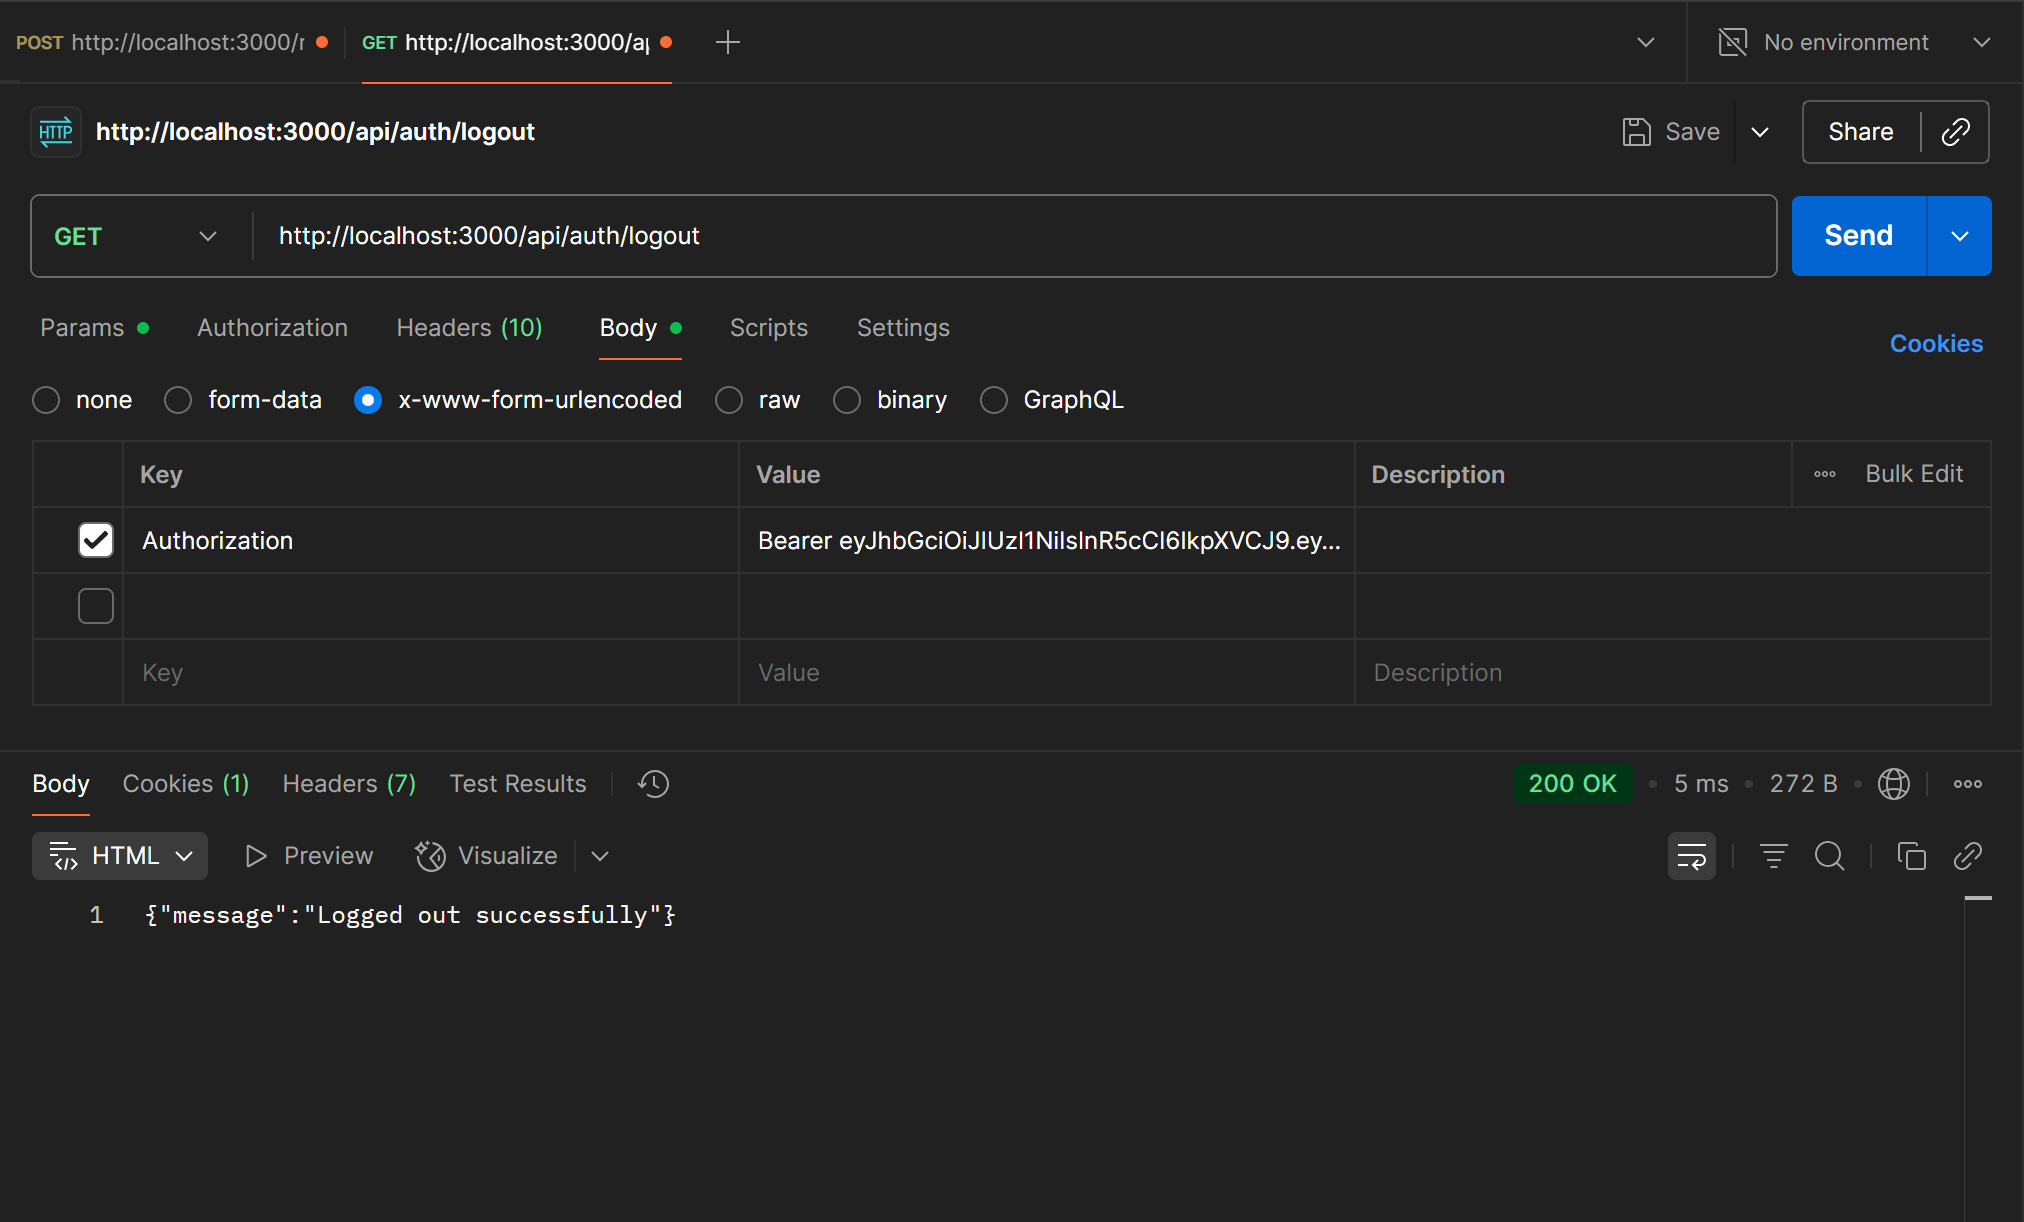 POST http://localhost:3000/r
GET http://localhost:3000/ap
No environment
HTTP http://localhost:3000/api/auth/logout
Save
Share
GET http://localhost:3000/api/auth/logout
Send
Params Authorization Headers (10) Body Scripts Settings
Cookies
none form-data x-www-form-urlencoded raw binary GraphQL
Key Value Description Bulk Edit
Authorization Bearer eyJhbGciOiJIUzI1NiIsInR5cCI6IkpXVCJ9.ey...
Key Value Description
Body Cookies (1) Headers (7) Test Results
200 OK • 5 ms • 272 B
HTML Preview Visualize
1 {"message":"Logged out successfully"}